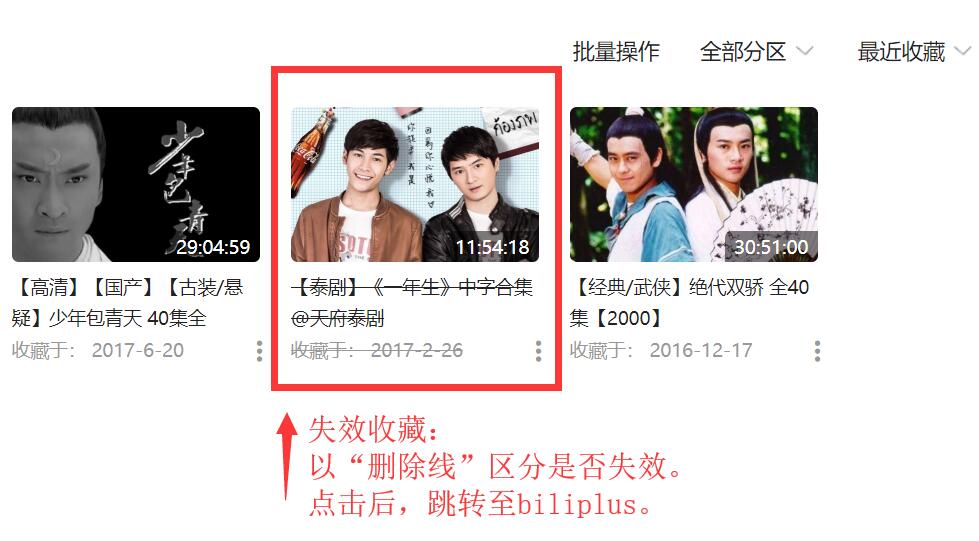 批量操作 全部分区 最近收藏
少年包青天
29:04:59
Coca-Cola
ก้องภพ
11:54:18
30:51:00
【高清】【国产】【古装/悬
疑】少年包青天 40集全
收藏于： 2017-6-20
【泰剧】《一年生》中字合集
@天府泰剧
收藏于： 2017-2-26
【经典/武侠】绝代双骄 全40
集【2000】
收藏于： 2016-12-17
失效收藏：
以“删除线”区分是否失效。
点击后，跳转至biliplus。